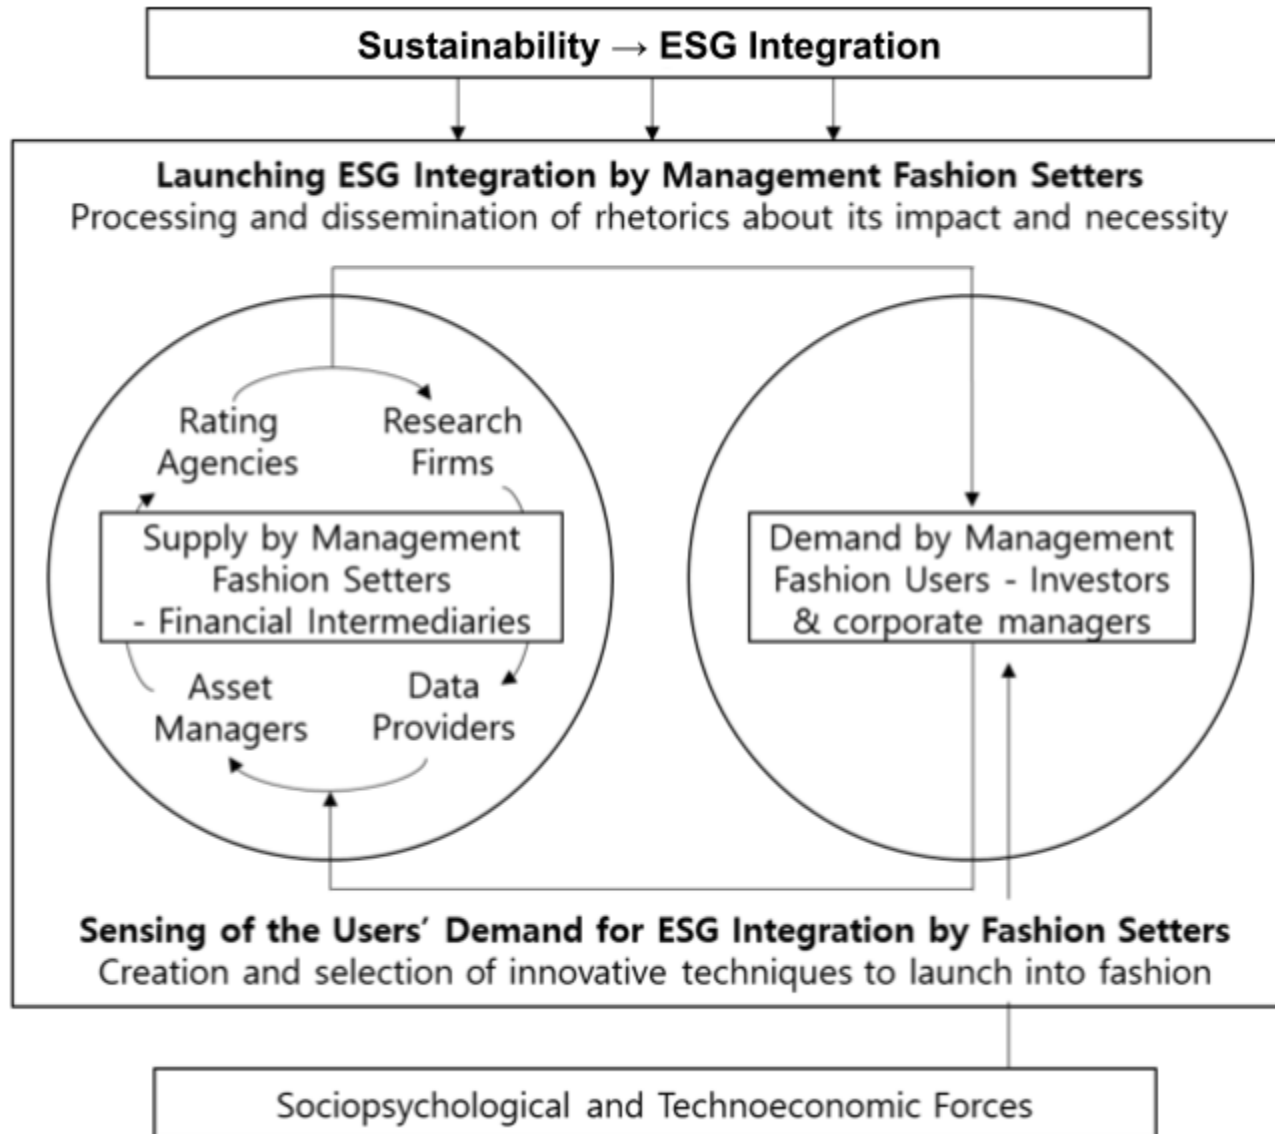 Sustainability → ESG Integration
Launching ESG Integration by Management Fashion Setters
Processing and dissemination of rhetorics about its impact and necessity
Rating
Agencies
Research
Firms
Supply by Management
Fashion Setters
- Financial Intermediaries
Asset
Managers
Data
Providers
Demand by Management
Fashion Users - Investors
& corporate managers
Sensing of the Users’ Demand for ESG Integration by Fashion Setters
Creation and selection of innovative techniques to launch into fashion
Sociopsychological and Technoeconomic Forces